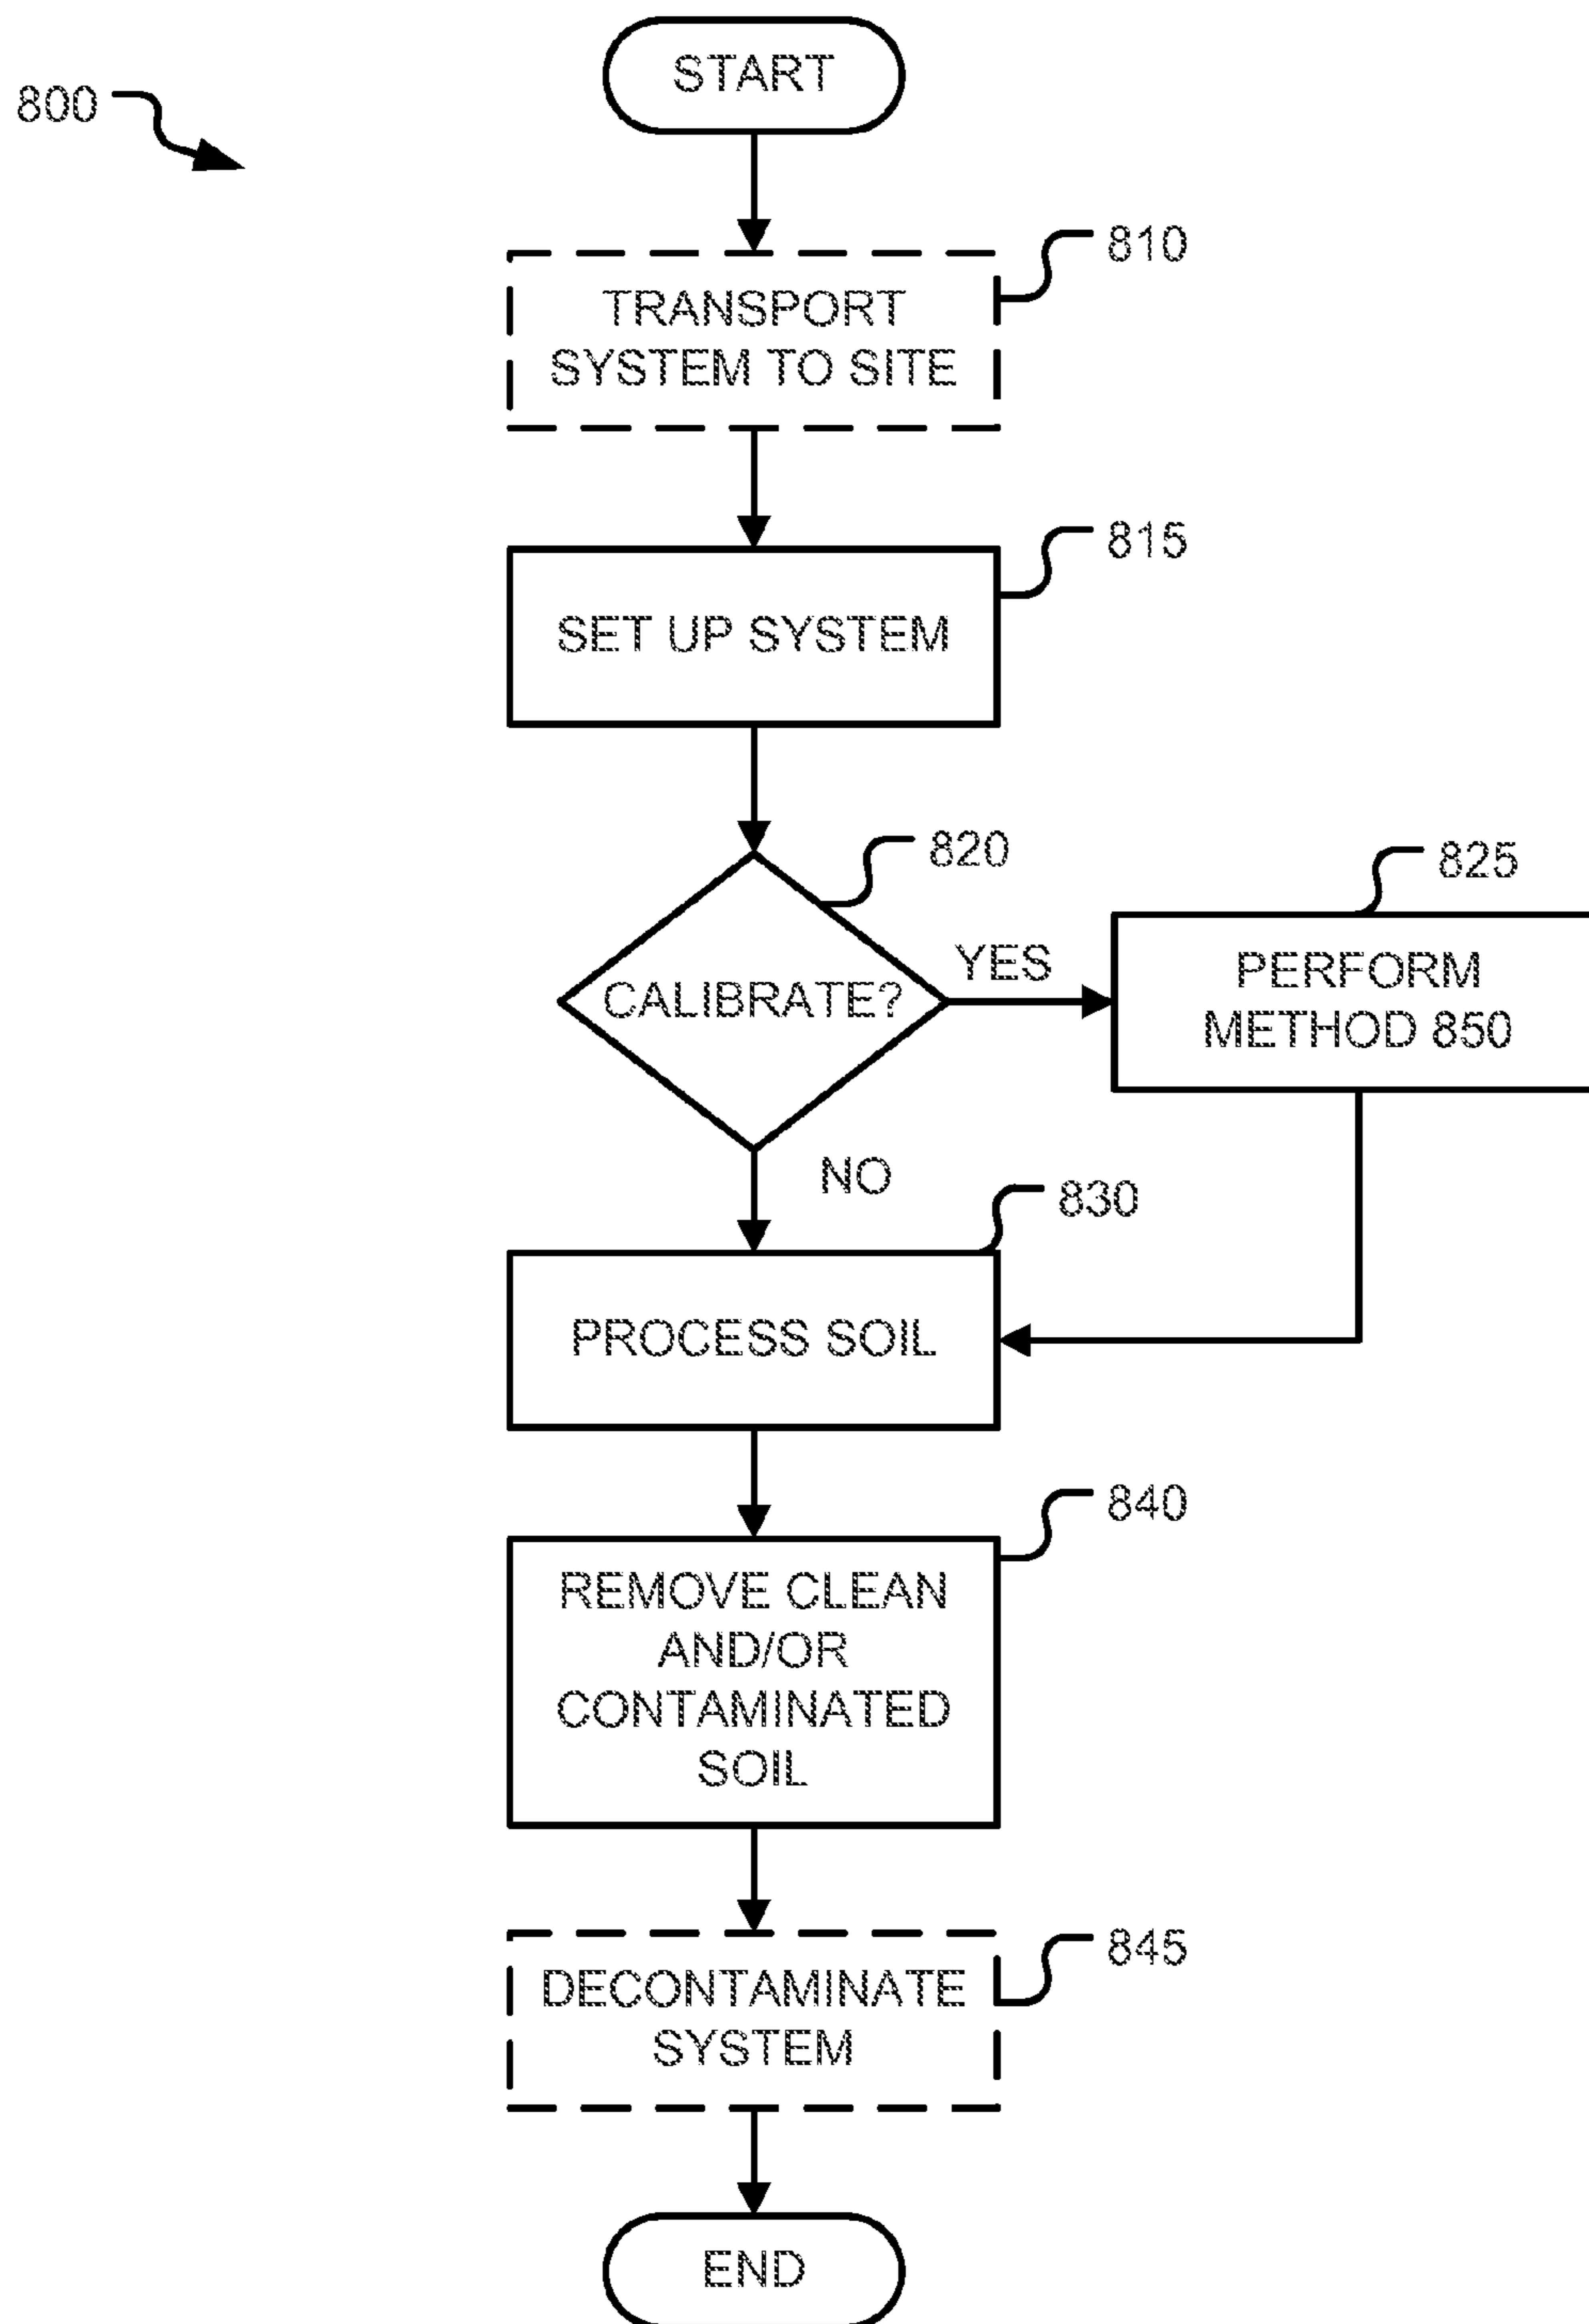 START
800
810
TRANSPORT
SYSTEM TO SITE
815
SET UP SYSTEM
820
825
CALIBRATE?
YES
PERFORM
METHOD 850
NO
830
PROCESS SOIL
840
REMOVE CLEAN
AND/OR
CONTAMINATED
SOIL
845
DECONTAMINATE
SYSTEM
END